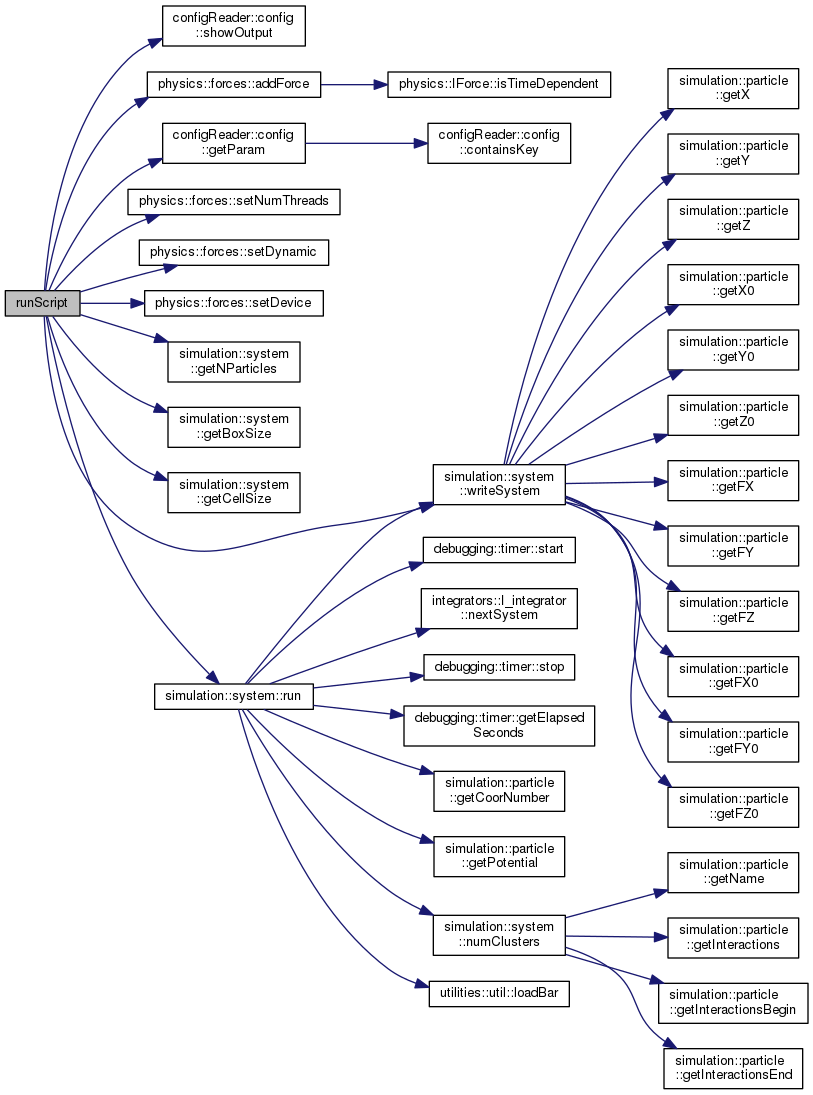 runScript
configReader::config
::showOutput
physics::forces::addForce
configReader::config
::getParam
physics::forces::setNumThreads
physics::forces::setDynamic
physics::forces::setDevice
simulation::system
::getNParticles
simulation::system
::getBoxSize
simulation::system
::getCellSize
simulation::system::run
physics::IForce::isTimeDependent
configReader::config
::containsKey
simulation::system
::writeSystem
debugging::timer::start
integrators::I_integrator
::nextSystem
debugging::timer::stop
debugging::timer::getElapsed
Seconds
simulation::particle
::getCoorNumber
simulation::particle
::getPotential
simulation::system
::numClusters
utilities::util::loadBar
simulation::particle
::getX
simulation::particle
::getY
simulation::particle
::getZ
simulation::particle
::getX0
simulation::particle
::getY0
simulation::particle
::getZ0
simulation::particle
::getFX
simulation::particle
::getFY
simulation::particle
::getFZ
simulation::particle
::getFX0
simulation::particle
::getFY0
simulation::particle
::getFZ0
simulation::particle
::getName
simulation::particle
::getInteractions
simulation::particle
::getInteractionsBegin
simulation::particle
::getInteractionsEnd